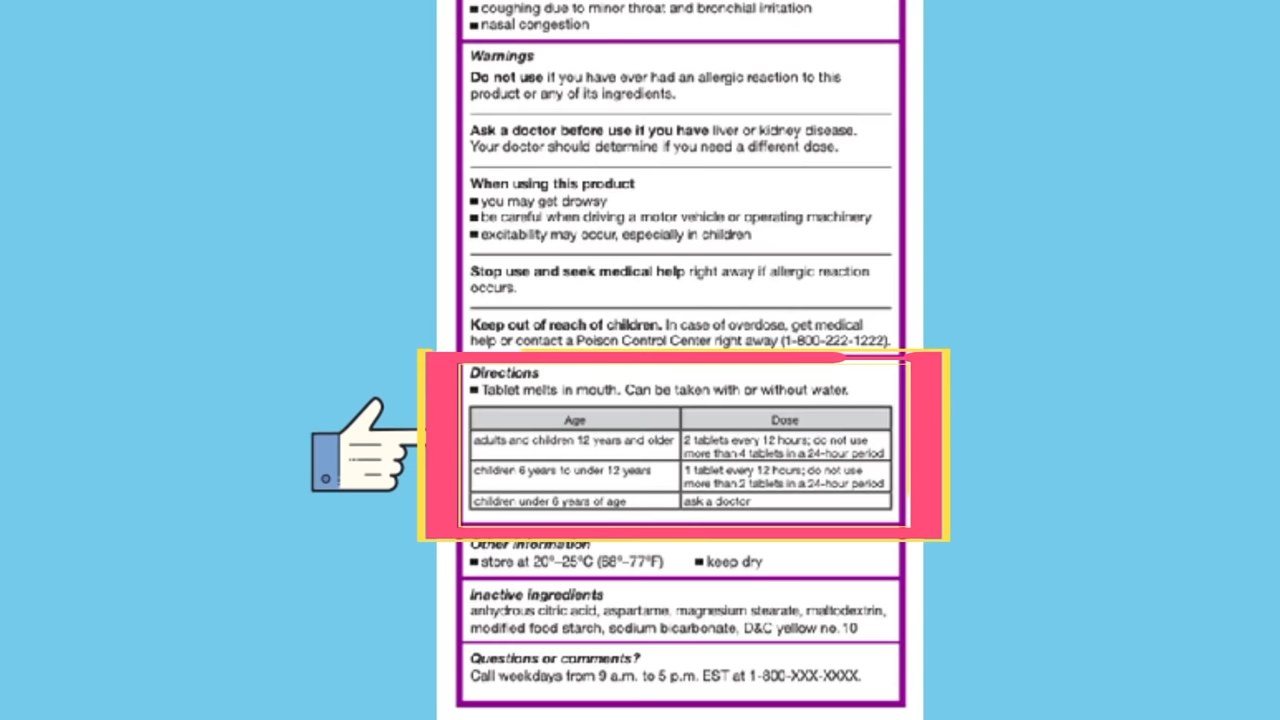 ■ coughing due to minor throat and bronchial irritation
■ nasal congestion
Warnings
Do not use if you have ever had an allergic reaction to this
product or any of its ingredients.
Ask a doctor before use if you have liver or kidney disease.
Your doctor should determine if you need a different dose.
When using this product
■ you may get drowsy
■ be careful when driving a motor vehicle or operating machinery
■ excitability may occur, especially in children
Stop use and seek medical help right away if allergic reaction
occurs.
Keep out of reach of children. In case of overdose, get medical
help or contact a Poison Control Center right away (1-800-222-1222).
Directions
■ Tablet melts in mouth. Can be taken with or without water.
Age Dose
adults and children 12 years and older 2 tablets every 12 hours; do not use
more than 4 tablets in a 24-hour period
children 6 years to under 12 years 1 tablet every 12 hours; do not use
more than 2 tablets in a 24-hour period
children under 6 years of age ask a doctor
Other information
■ store at 20°–25°C (68°–77°F) ■ keep dry
Inactive ingredients
anhydrous citric acid, aspartame, magnesium stearate, maltodextrin,
modified food starch, sodium bicarbonate, D&C yellow no.10
Questions or comments?
Call weekdays from 9 a.m. to 5 p.m. EST at 1-800-XXX-XXXX.